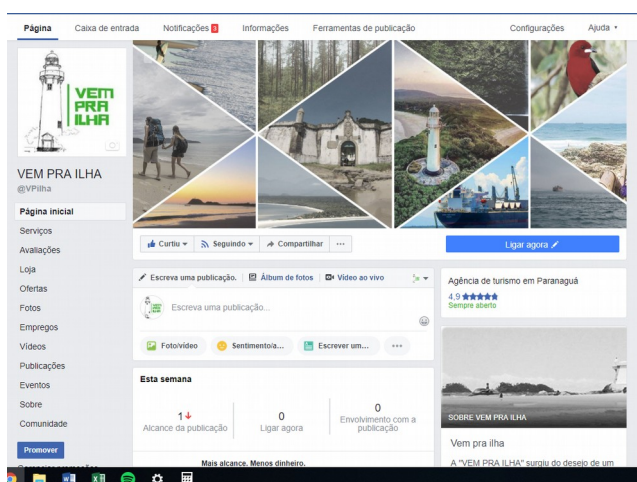 Página Caixa de entrada Notificações 3 Informações Ferramentas de publicação Configurações Ajuda
VEM
PRA
ILHA
VEM PRA ILHA
@VPilha
Página inicial
Serviços
Avaliações
Loja
Ofertas
Fotos
Empregos
Vídeos
Publicações
Eventos
Sobre
Comunidade
Promover
Curtiu Seguindo Compartilhar ...
Ligar agora
Escreva uma publicação. Álbum de fotos Vídeo ao vivo
Escreva uma publicação...
Foto/vídeo Sentimento/a... Escrever um... ...
Esta semana
1 0 0
Alcance da publicação Ligar agora Envolvimento com a
publicação
Mais alcance. Menos dinheiro.
Agência de turismo em Paranaguá
4,9 ★★★★★
Sempre aberto
SOBRE VEM PRA ILHA
Vem pra ilha
A "VEM PRA ILHA" surgiu do desejo de um